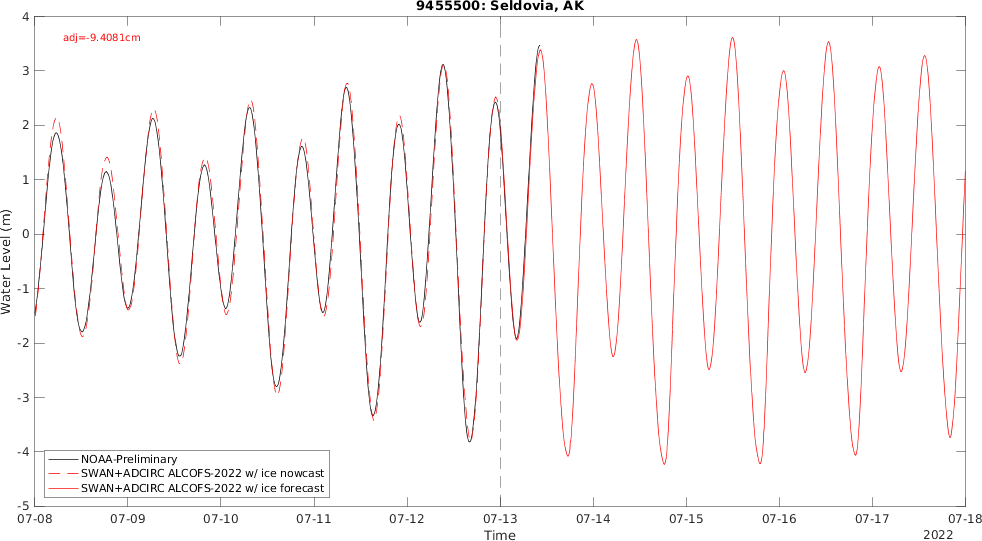 9455500: Seldovia, AK
adj=-9.4081cm
4
3
2
1
0
-1
-2
-3
-4
-5
Water Level (m)
NOAA-Preliminary
SWAN+ADCIRC ALCOFS-2022 w/ ice nowcast
SWAN+ADCIRC ALCOFS-2022 w/ ice forecast
07-08 07-09 07-10 07-11 07-12 07-13 07-14 07-15 07-16 07-17 07-18
Time
2022